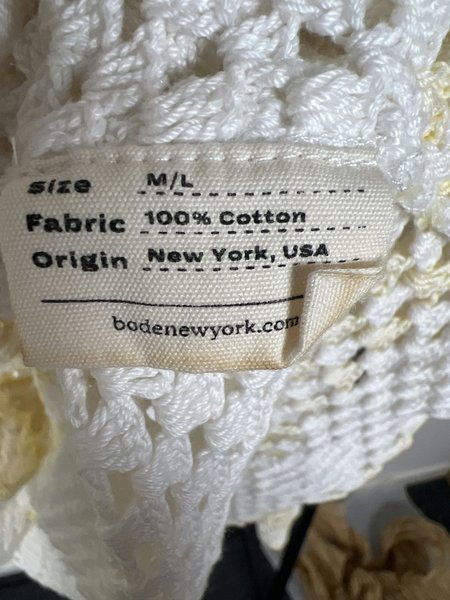 Size M/L
Fabric 100% Cotton
Origin New York, USA
bodenewyork.com